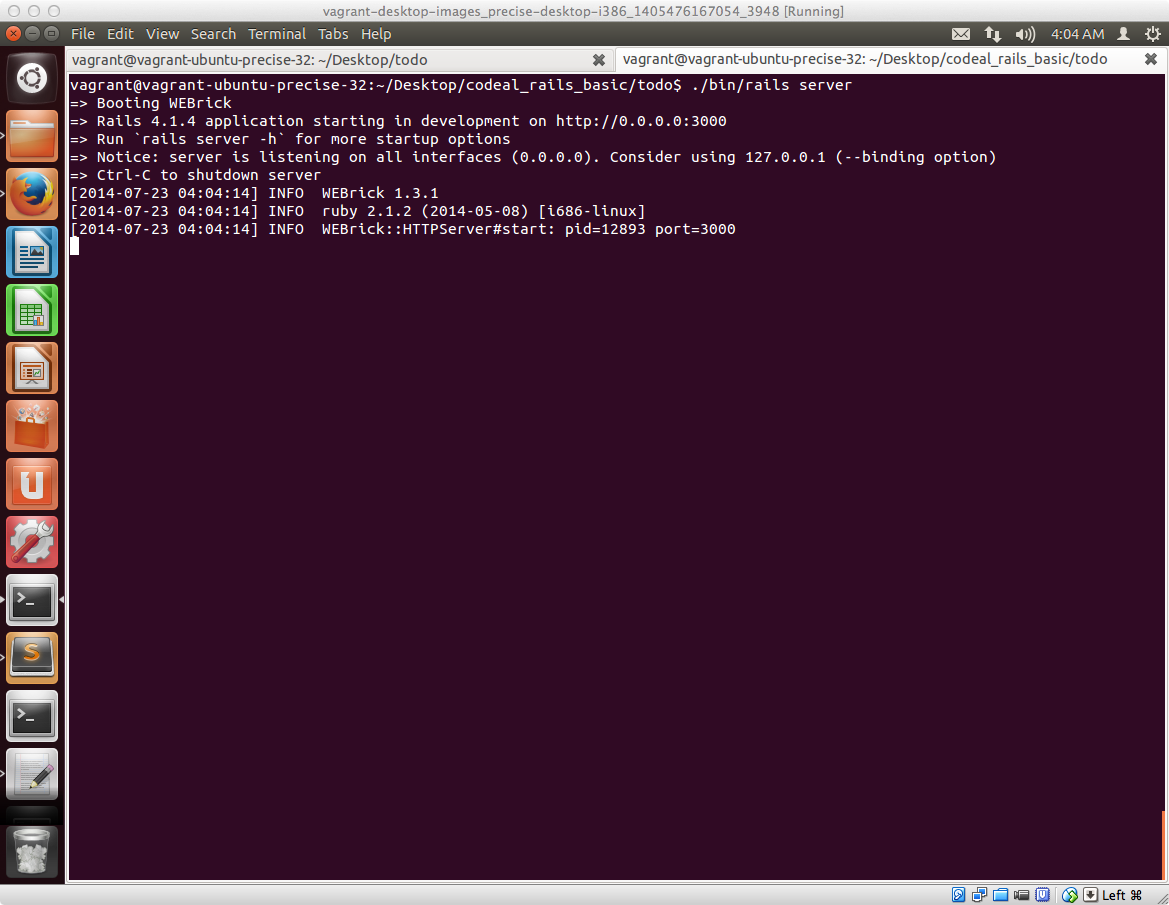 vagrant-desktop-images_precise-desktop-i386_1405476167054_3948 [Running]
File Edit View Search Terminal Tabs Help
4:04 AM
vagrant@vagrant-ubuntu-precise-32: ~/Desktop/todo
vagrant@vagrant-ubuntu-precise-32: ~/Desktop/codeal_rails_basic/todo
vagrant@vagrant-ubuntu-precise-32:~/Desktop/codeal_rails_basic/todo$ ./bin/rails server
=> Booting WEBrick
=> Rails 4.1.4 application starting in development on http://0.0.0.0:3000
=> Run `rails server -h` for more startup options
=> Notice: server is listening on all interfaces (0.0.0.0). Consider using 127.0.0.1 (--binding option)
=> Ctrl-C to shutdown server
[2014-07-23 04:04:14] INFO  WEBrick 1.3.1
[2014-07-23 04:04:14] INFO  ruby 2.1.2 (2014-05-08) [i686-linux]
[2014-07-23 04:04:14] INFO  WEBrick::HTTPServer#start: pid=12893 port=3000
Left ⌘